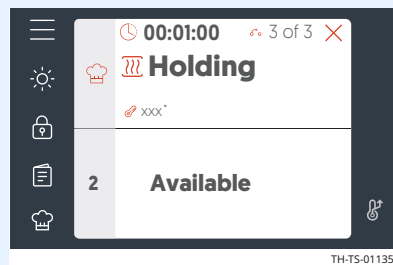 00:01:00 3 of 3
Holding
xxx°
2 Available
TH-TS-01135